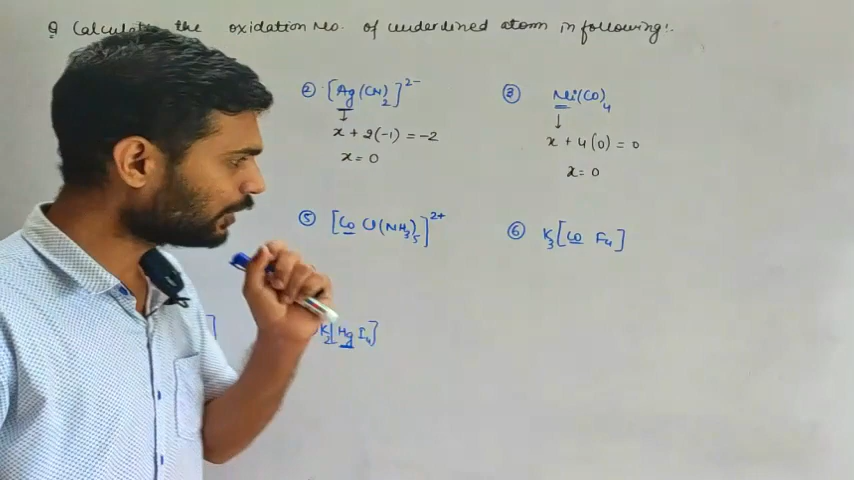 Q Calculate the oxidation No. of underlined atom in following:.
② [Ag(CN)₂]²⁻
↓
x + 2(-1) = -2
x = 0
③ Ni(CO)₄
↓
x + 4(0) = 0
x = 0
⑤ [Co Cl(NH₃)₅]²⁺
⑥ K₃[Co F₄]
K₂[Hg I₄]
]